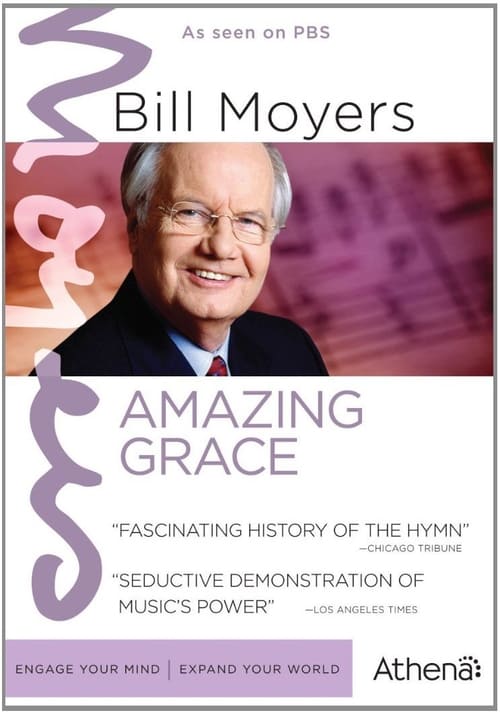 As seen on PBS
Bill Moyers
moyers
AMAZING
GRACE
“FASCINATING HISTORY OF THE HYMN”
—CHICAGO TRIBUNE
“SEDUCTIVE DEMONSTRATION OF
MUSIC’S POWER” —LOS ANGELES TIMES
ENGAGE YOUR MIND | EXPAND YOUR WORLD
Athena